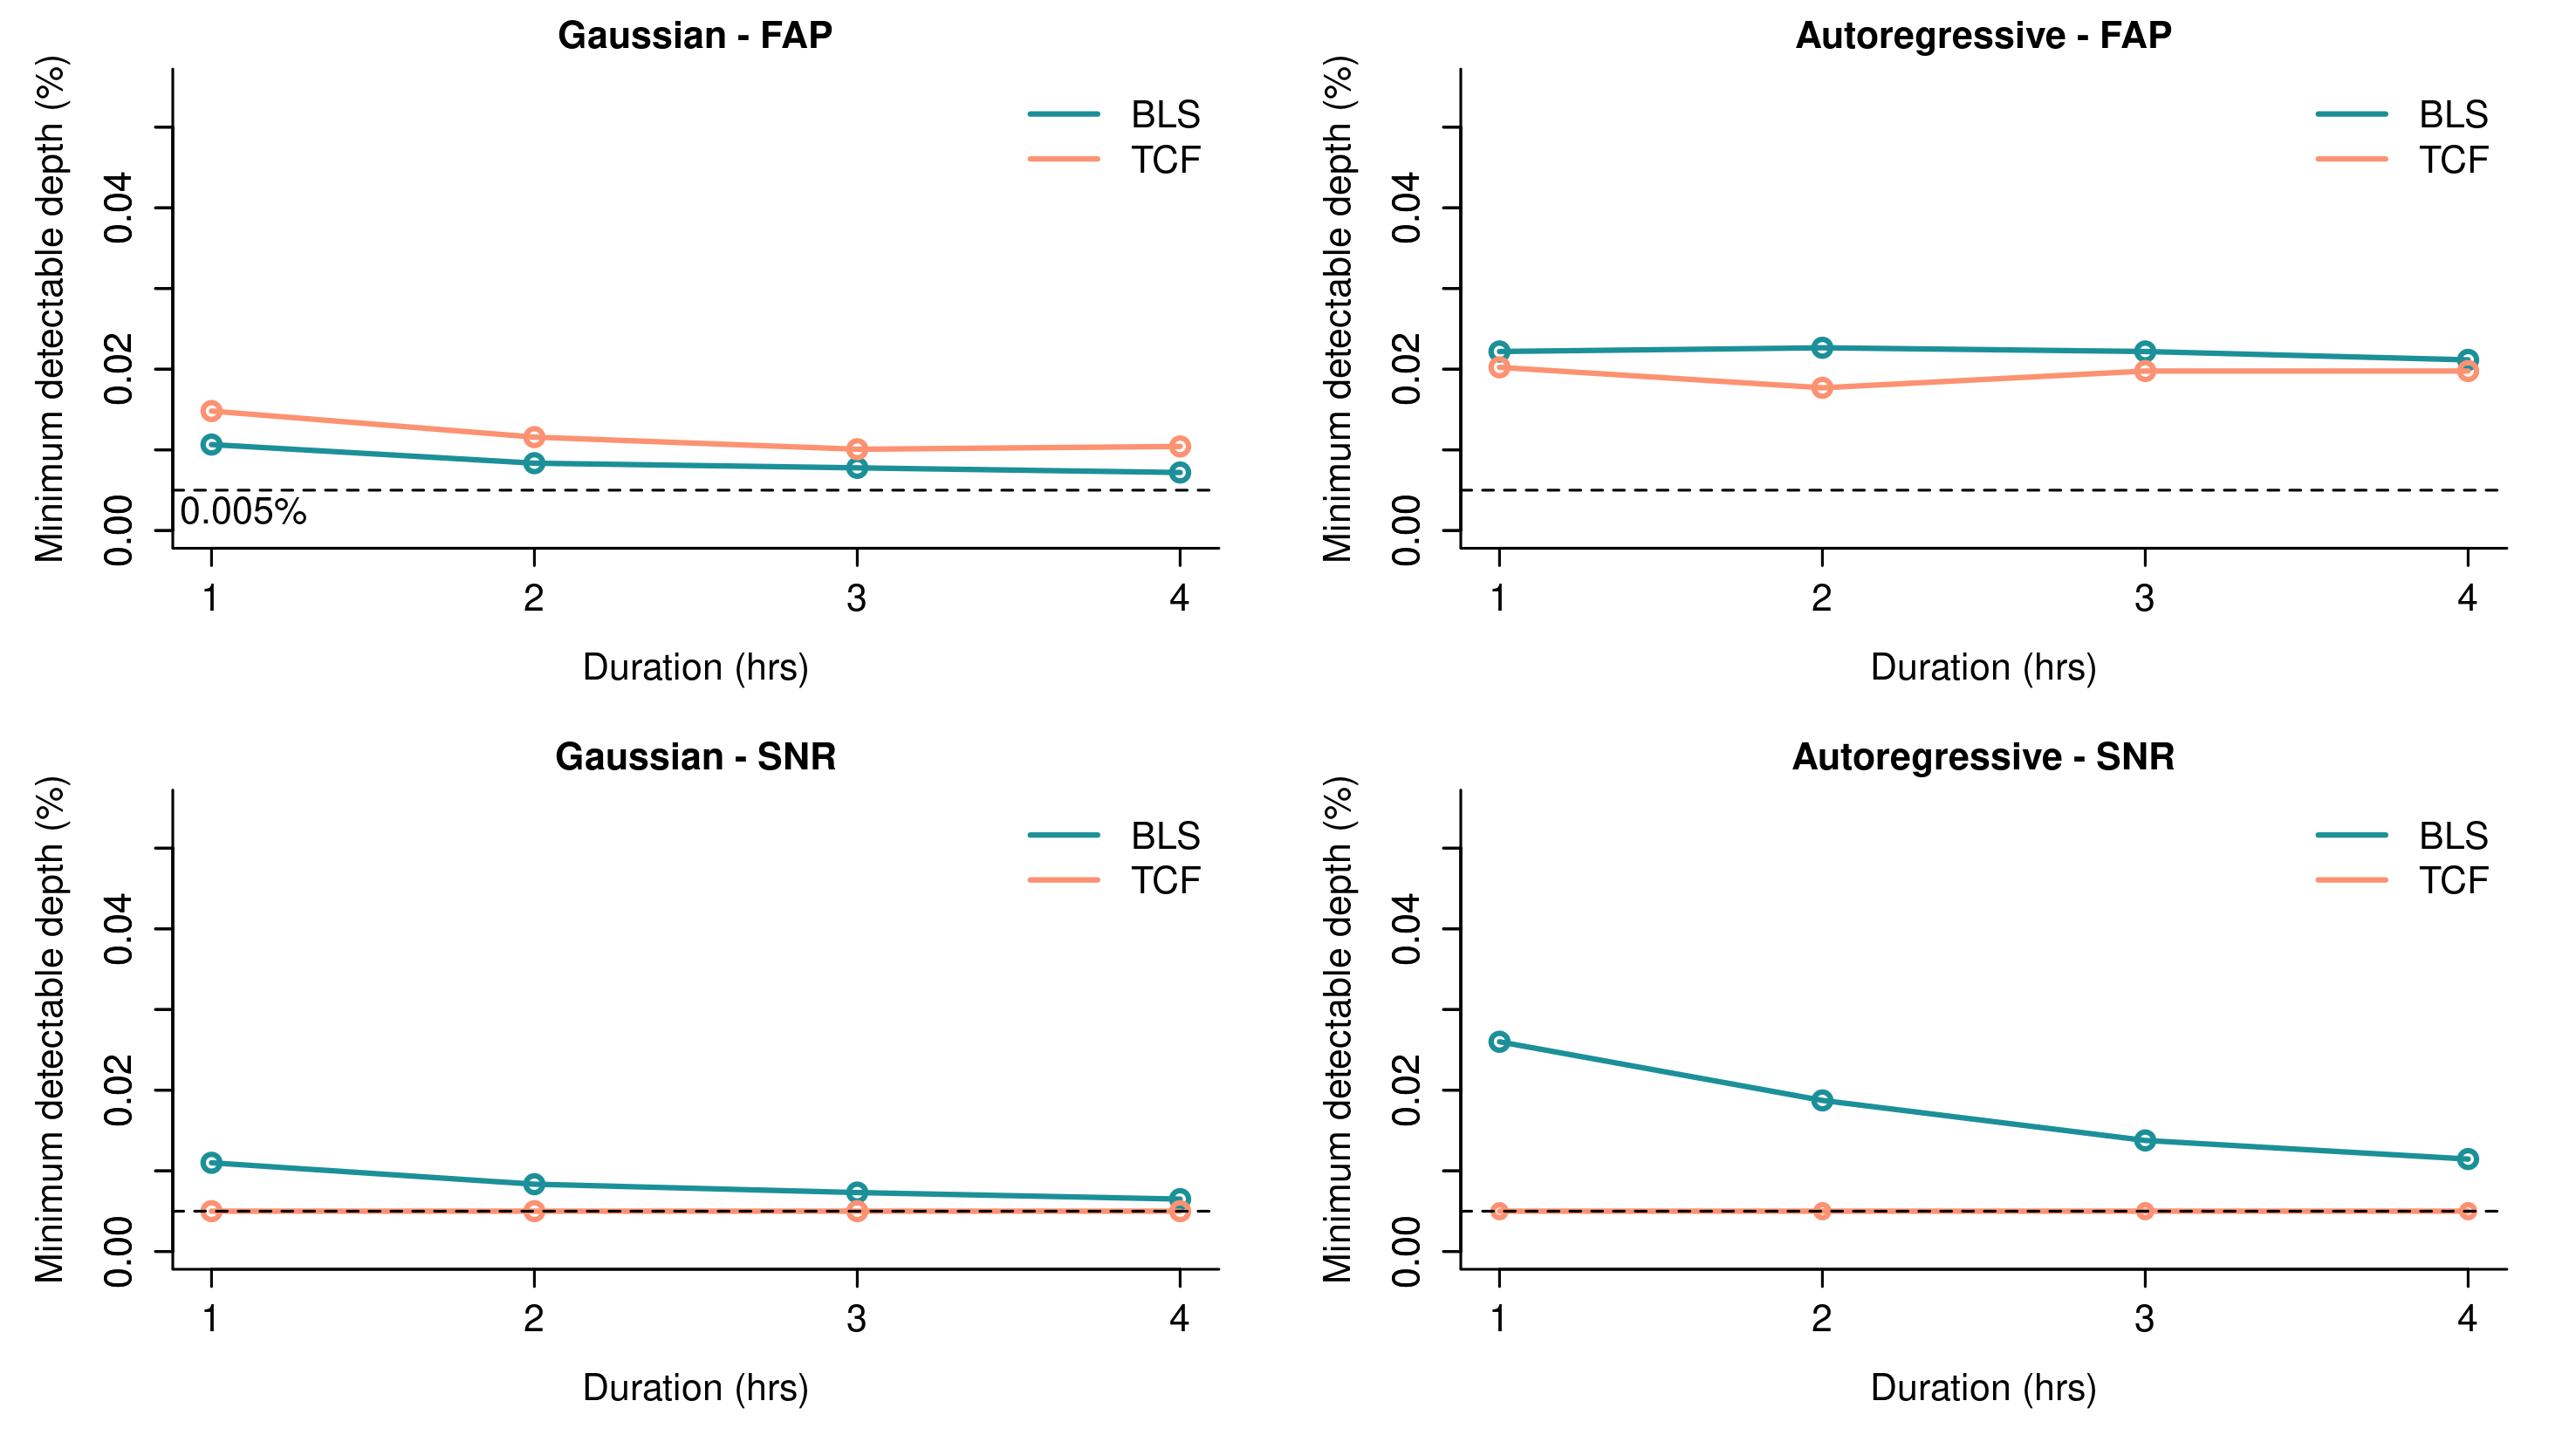 Gaussian - FAP
Minimum detectable depth (%)
0.00
0.02
0.04
BLS
TCF
0.005%
1 2 3 4
Duration (hrs)
Autoregressive - FAP
Minimum detectable depth (%)
0.00
0.02
0.04
BLS
TCF
1 2 3 4
Duration (hrs)
Gaussian - SNR
Minimum detectable depth (%)
0.00
0.02
0.04
BLS
TCF
1 2 3 4
Duration (hrs)
Autoregressive - SNR
Minimum detectable depth (%)
0.00
0.02
0.04
BLS
TCF
1 2 3 4
Duration (hrs)